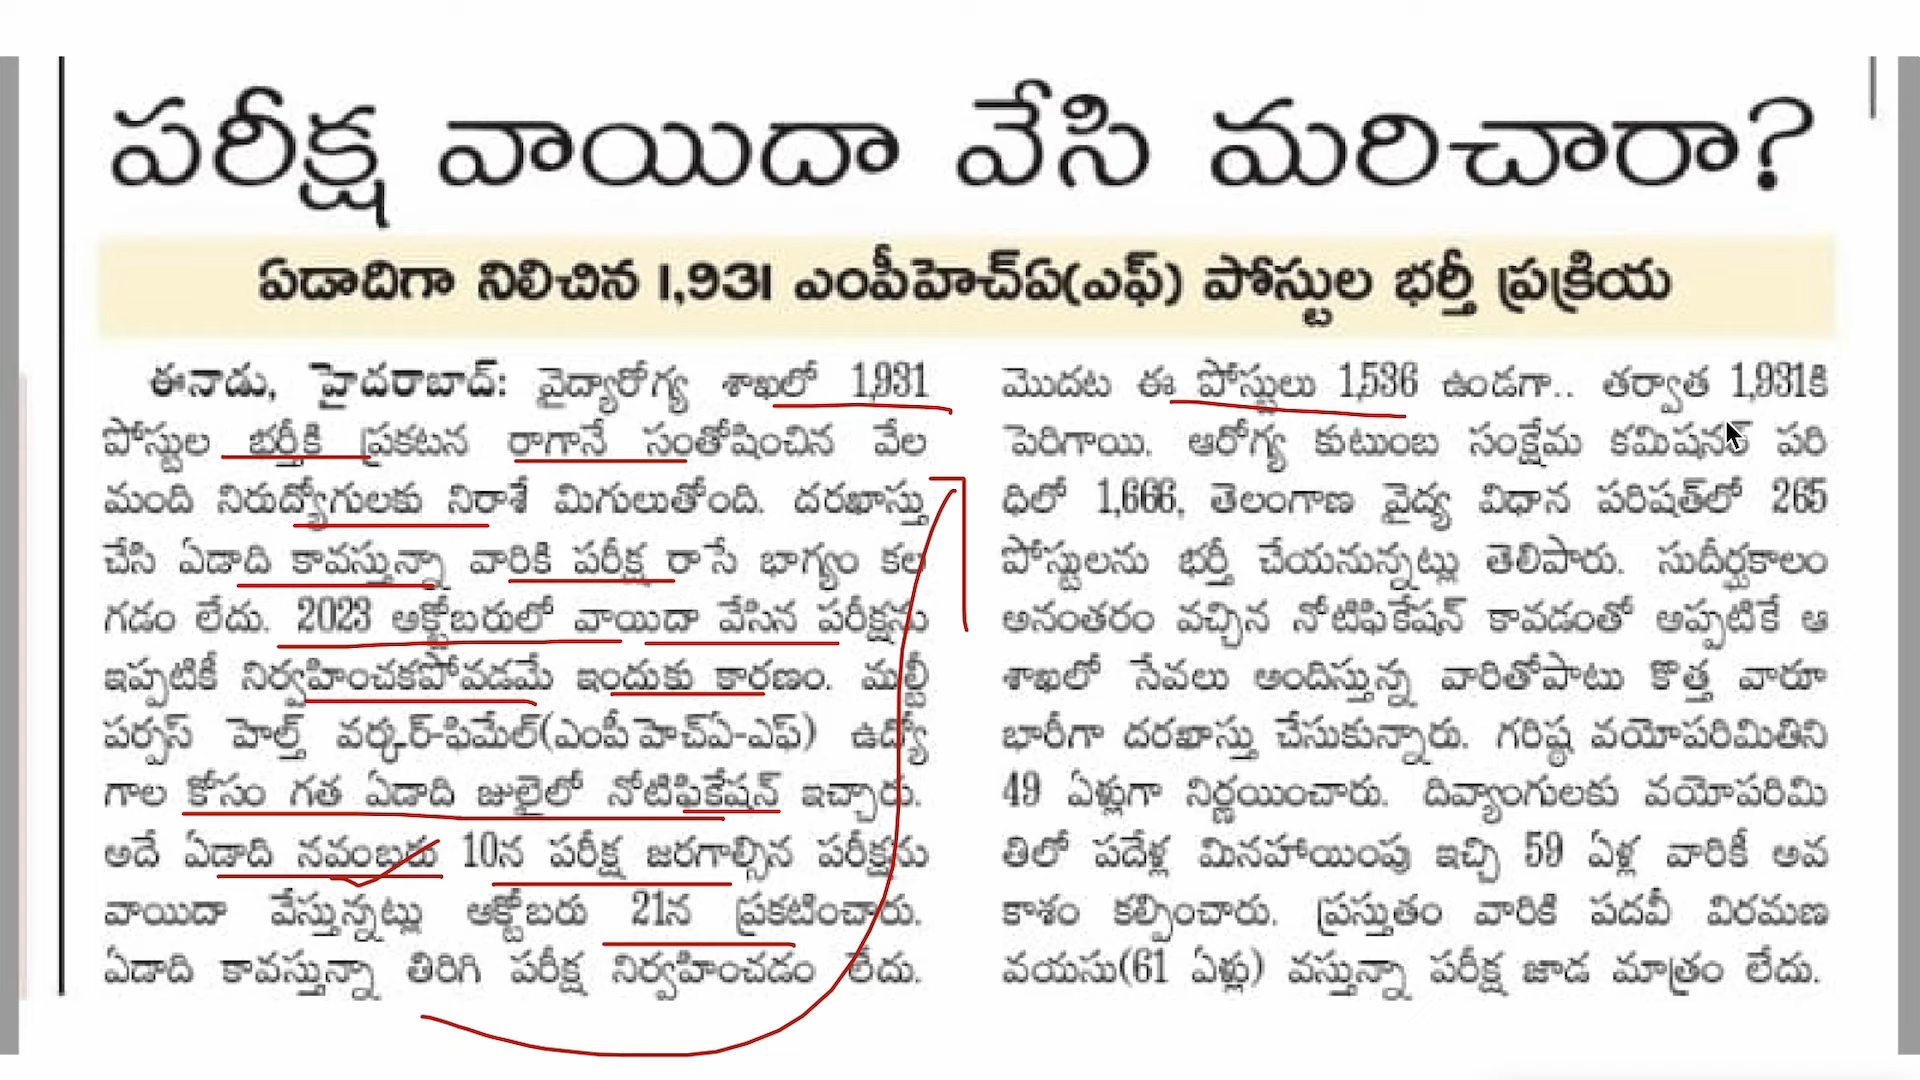 పరీక్ష వాయిదా వేసి మరిచారా?
ఏడాదిగా నిలిచిన 1,931 ఎంపీహెచ్ఏ(ఎఫ్) పోస్టుల భర్తీ ప్రక్రియ
ఈనాడు, హైదరాబాద్: వైద్యారోగ్య శాఖలో 1,931
పోస్టుల భర్తీకి ప్రకటన రాగానే సంతోషించిన వేల
మంది నిరుద్యోగులకు నిరాశే మిగులుతోంది. దరఖాస్తు
చేసి ఏడాది కావస్తున్నా వారికి పరీక్ష రాసే భాగ్యం కల
గడం లేదు. 2023 అక్టోబరులో వాయిదా వేసిన పరీక్షను
ఇప్పటికీ నిర్వహించకపోవడమే ఇందుకు కారణం. మల్టీ
పర్పస్ హెల్త్ వర్కర్-ఫిమేల్(ఎంపీహెచ్ఏ-ఎఫ్) ఉద్యో
గాల కోసం గత ఏడాది జులైలో నోటిఫికేషన్ ఇచ్చారు.
అదే ఏడాది నవంబరు 10న పరీక్ష జరగాల్సిన పరీక్షను
వాయిదా వేస్తున్నట్లు అక్టోబరు 21న ప్రకటించారు.
ఏడాది కావస్తున్నా తిరిగి పరీక్ష నిర్వహించడం లేదు.
మొదట ఈ పోస్టులు 1,536 ఉండగా.. తర్వాత 1,931కి
పెరిగాయి. ఆరోగ్య కుటుంబ సంక్షేమ కమిషనర్ పరి
ధిలో 1,666, తెలంగాణ వైద్య విధాన పరిషత్‌లో 265
పోస్టులను భర్తీ చేయనున్నట్లు తెలిపారు. సుదీర్ఘకాలం
అనంతరం వచ్చిన నోటిఫికేషన్ కావడంతో అప్పటికే ఆ
శాఖలో సేవలు అందిస్తున్న వారితోపాటు కొత్త వారూ
భారీగా దరఖాస్తు చేసుకున్నారు. గరిష్ఠ వయోపరిమితిని
49 ఏళ్లుగా నిర్ణయించారు. దివ్యాంగులకు వయోపరిమి
తిలో పదేళ్ల మినహాయింపు ఇచ్చి 59 ఏళ్ల వారికీ అవ
కాశం కల్పించారు. ప్రస్తుతం వారికి పదవీ విరమణ
వయసు(61 ఏళ్లు) వస్తున్నా పరీక్ష జాడ మాత్రం లేదు.